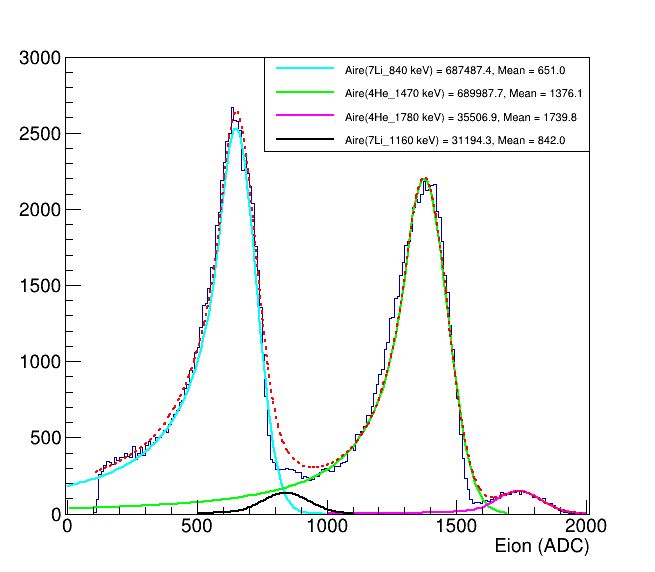 3000
2500
2000
1500
1000
500
0
Aire(7Li_840 keV) = 687487.4, Mean = 651.0
Aire(4He_1470 keV) = 689987.7, Mean = 1376.1
Aire(4He_1780 keV) = 35506.9, Mean = 1739.8
Aire(7Li_1160 keV) = 31194.3, Mean = 842.0
0 500 1000 1500 2000
Eion (ADC)